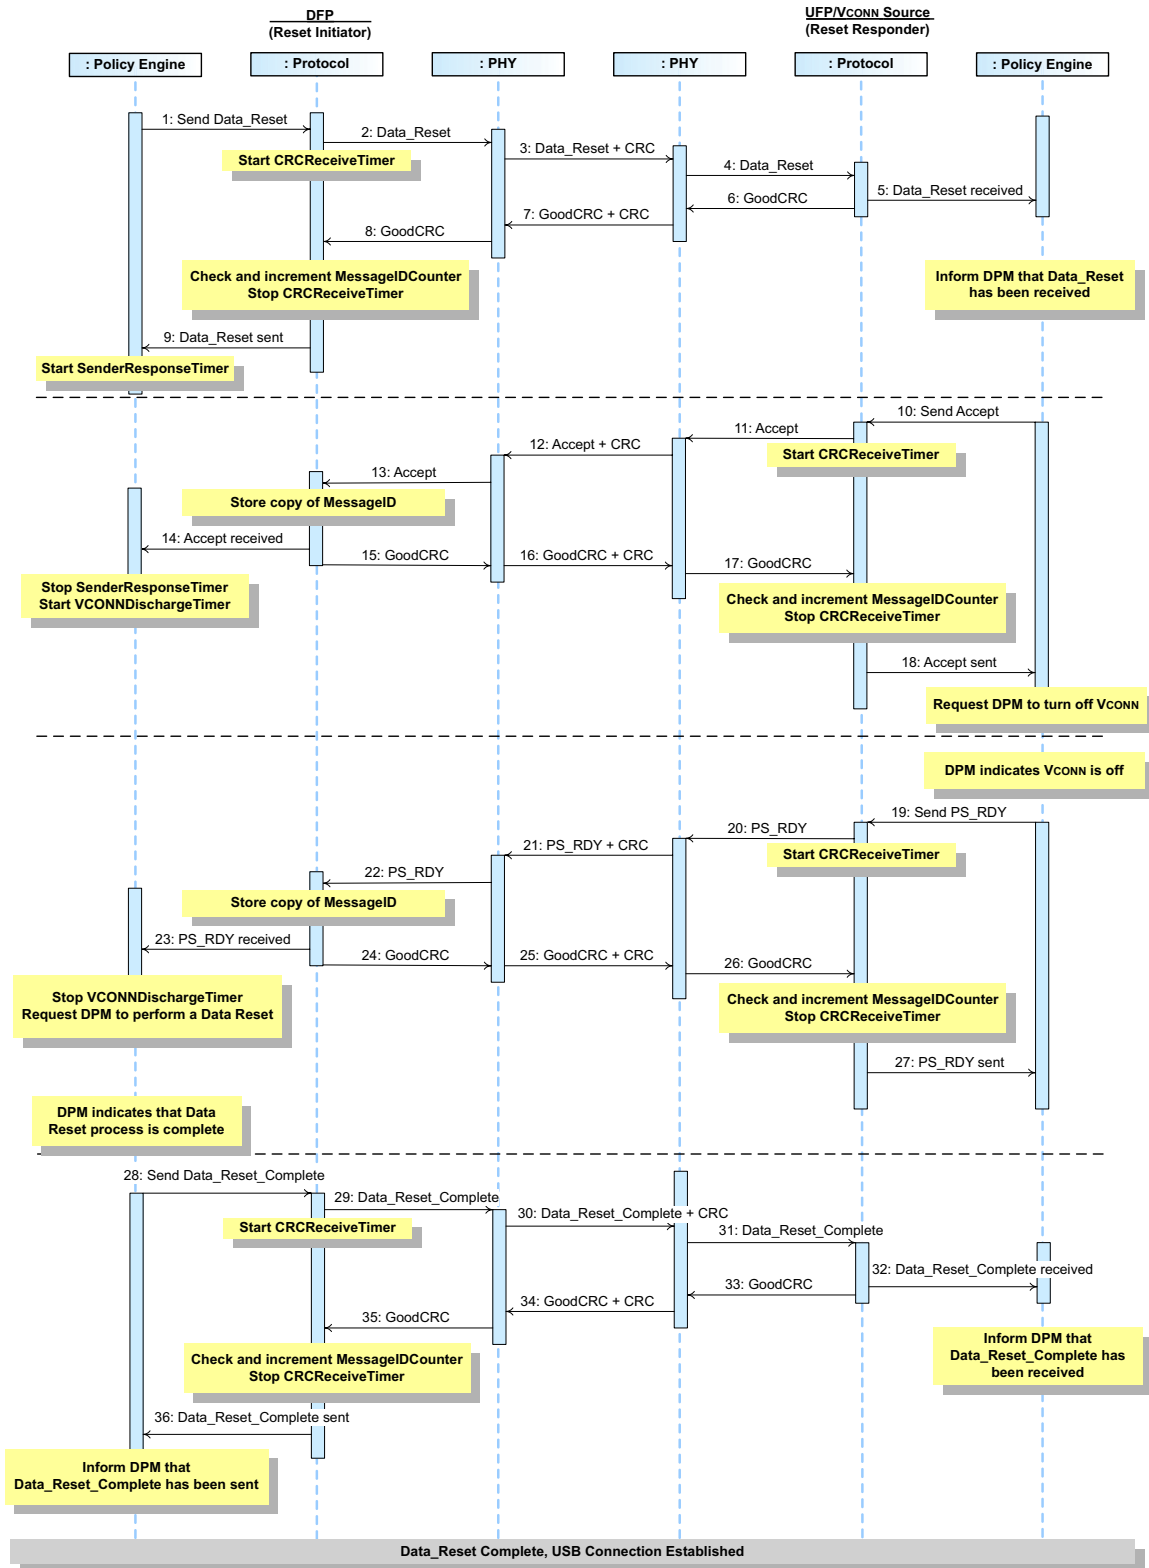 DFP
(Reset Initiator)
UFP/VCONN Source
(Reset Responder)
: Policy Engine
: Protocol
: PHY
: PHY
: Protocol
: Policy Engine
1: Send Data_Reset
2: Data_Reset
Start CRCReceiveTimer
3: Data_Reset + CRC
4: Data_Reset
5: Data_Reset received
6: GoodCRC
7: GoodCRC + CRC
8: GoodCRC
Check and increment MessageIDCounter
Stop CRCReceiveTimer
Inform DPM that Data_Reset
has been received
9: Data_Reset sent
Start SenderResponseTimer
10: Send Accept
11: Accept
Start CRCReceiveTimer
12: Accept + CRC
13: Accept
Store copy of MessageID
14: Accept received
15: GoodCRC
16: GoodCRC + CRC
17: GoodCRC
Stop SenderResponseTimer
Start VCONNDischargeTimer
Check and increment MessageIDCounter
Stop CRCReceiveTimer
18: Accept sent
Request DPM to turn off VCONN
DPM indicates VCONN is off
19: Send PS_RDY
20: PS_RDY
Start CRCReceiveTimer
21: PS_RDY + CRC
22: PS_RDY
Store copy of MessageID
23: PS_RDY received
24: GoodCRC
25: GoodCRC + CRC
26: GoodCRC
Stop VCONNDischargeTimer
Request DPM to perform a Data Reset
Check and increment MessageIDCounter
Stop CRCReceiveTimer
27: PS_RDY sent
DPM indicates that Data
Reset process is complete
28: Send Data_Reset_Complete
29: Data_Reset_Complete
Start CRCReceiveTimer
30: Data_Reset_Complete + CRC
31: Data_Reset_Complete
32: Data_Reset_Complete received
33: GoodCRC
34: GoodCRC + CRC
35: GoodCRC
Check and increment MessageIDCounter
Stop CRCReceiveTimer
Inform DPM that
Data_Reset_Complete has
been received
36: Data_Reset_Complete sent
Inform DPM that
Data_Reset_Complete has been sent
Data_Reset Complete, USB Connection Established